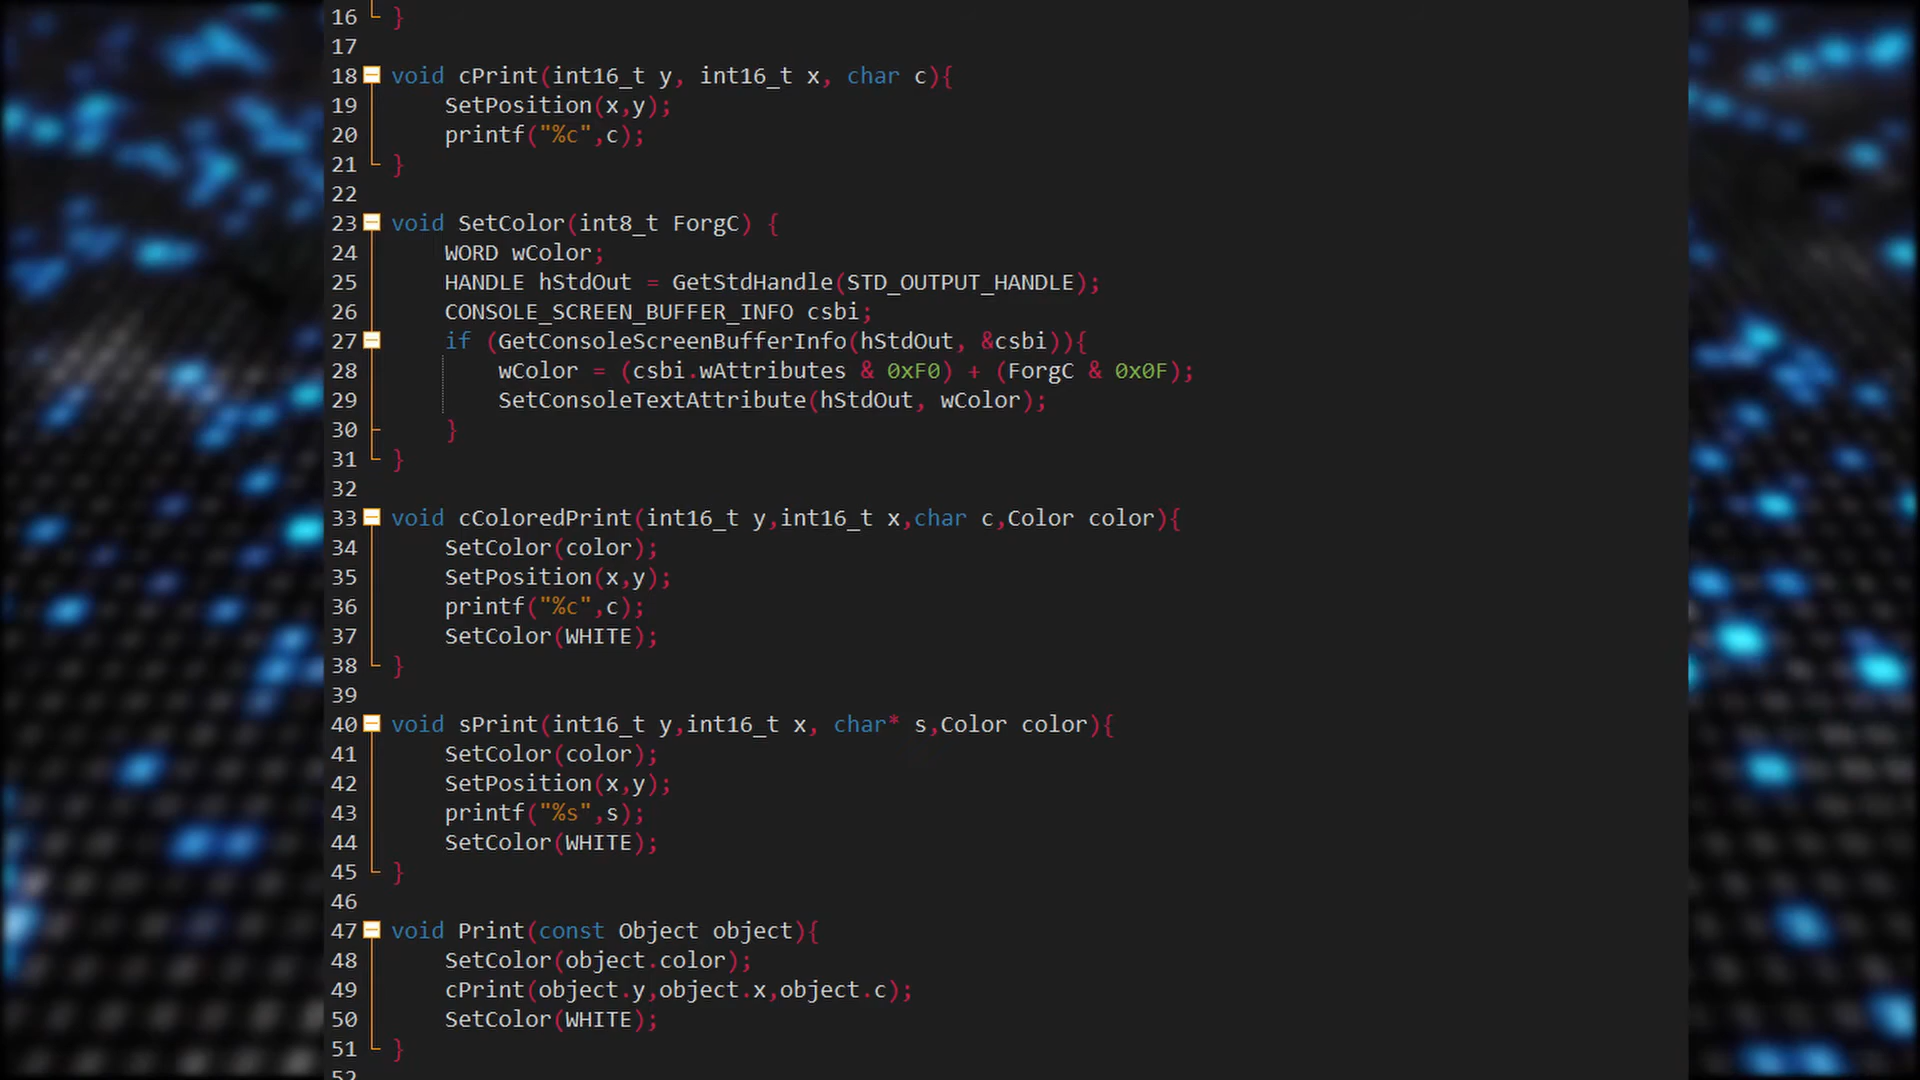 16 }
17
18 void cPrint(int16_t y, int16_t x, char c){
19 SetPosition(x,y);
20 printf("%c",c);
21 }
22
23 void SetColor(int8_t ForgC) {
24 WORD wColor;
25 HANDLE hStdOut = GetStdHandle(STD_OUTPUT_HANDLE);
26 CONSOLE_SCREEN_BUFFER_INFO csbi;
27 if (GetConsoleScreenBufferInfo(hStdOut, &csbi)){
28 wColor = (csbi.wAttributes & 0xF0) + (ForgC & 0x0F);
29 SetConsoleTextAttribute(hStdOut, wColor);
30 }
31 }
32
33 void cColoredPrint(int16_t y,int16_t x,char c,Color color){
34 SetColor(color);
35 SetPosition(x,y);
36 printf("%c",c);
37 SetColor(WHITE);
38 }
39
40 void sPrint(int16_t y,int16_t x, char* s,Color color){
41 SetColor(color);
42 SetPosition(x,y);
43 printf("%s",s);
44 SetColor(WHITE);
45 }
46
47 void Print(const Object object){
48 SetColor(object.color);
49 cPrint(object.y,object.x,object.c);
50 SetColor(WHITE);
51 }
52